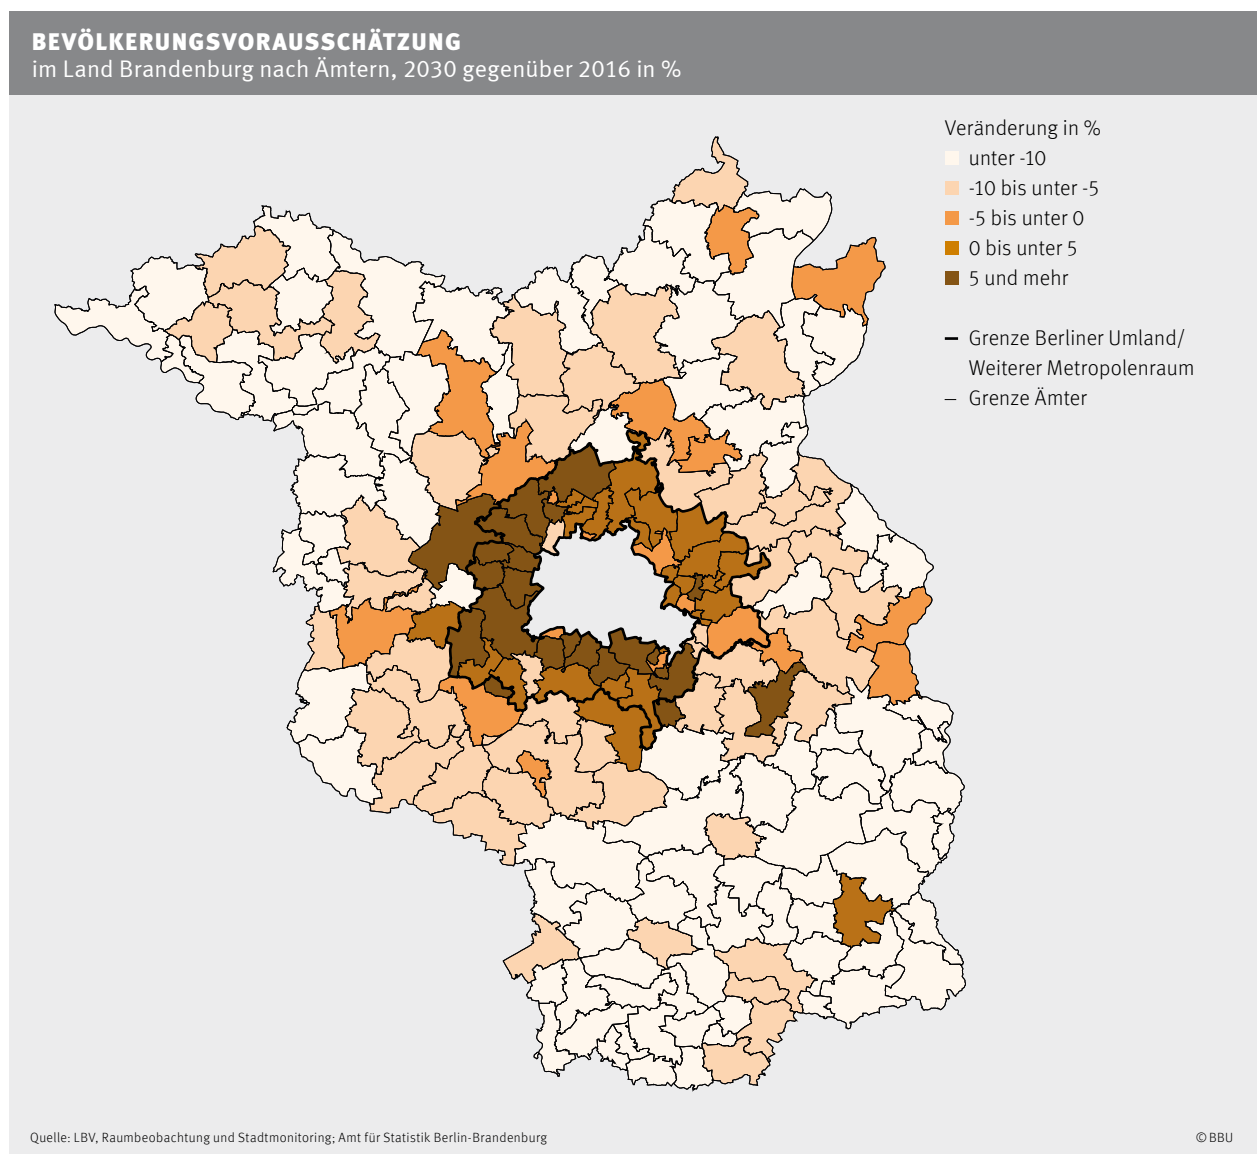 BEVÖLKERUNGSVORAUSSCHÄTZUNG
im Land Brandenburg nach Ämtern, 2030 gegenüber 2016 in %
Veränderung in %
unter -10
-10 bis unter -5
-5 bis unter 0
0 bis unter 5
5 und mehr
Grenze Berliner Umland/
Weiterer Metropolenraum
Grenze Ämter
Quelle: LBV, Raumbeobachtung und Stadtmonitoring; Amt für Statistik Berlin-Brandenburg
© BBU